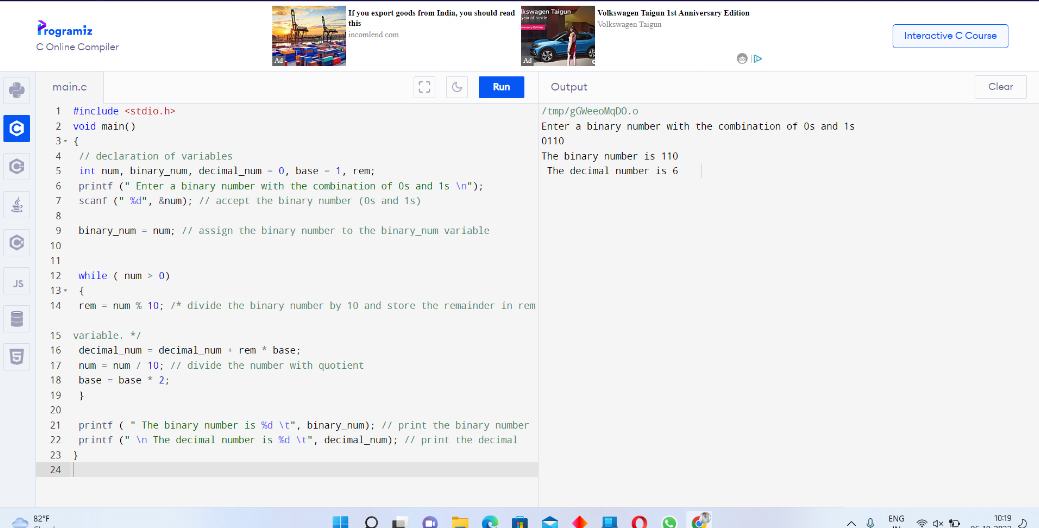 Programiz
C Online Compiler
Ad
If you export goods from India, you should read
this
incomlend.com
Volkswagen Taigun
Ad
Volkswagen Taigun 1st Anniversary Edition
Volkswagen Taigun
Interactive C Course
main.c
Run
Output
Clear
JS
1 #include <stdio.h>
2 void main()
3 {
4 // declaration of variables
5 int num, binary_num, decimal_num = 0, base = 1, rem;
6 printf (" Enter a binary number with the combination of 0s and 1s \n");
7 scanf (" %d", &num); // accept the binary number (0s and 1s)
8
9 binary_num = num; // assign the binary number to the binary_num variable
10
11
12 while ( num > 0)
13 {
14 rem = num % 10; /* divide the binary number by 10 and store the remainder in rem
15 variable. */
16 decimal_num = decimal_num + rem * base;
17 num = num / 10; // divide the number with quotient
18 base = base * 2;
19 }
20
21 printf ( " The binary number is %d \t", binary_num); // print the binary number
22 printf (" \n The decimal number is %d \t", decimal_num); // print the decimal
23 }
24
/tmp/gGWeeoMqDO.o
Enter a binary number with the combination of 0s and 1s
0110
The binary number is 110
The decimal number is 6
82°F
ENG
10:19